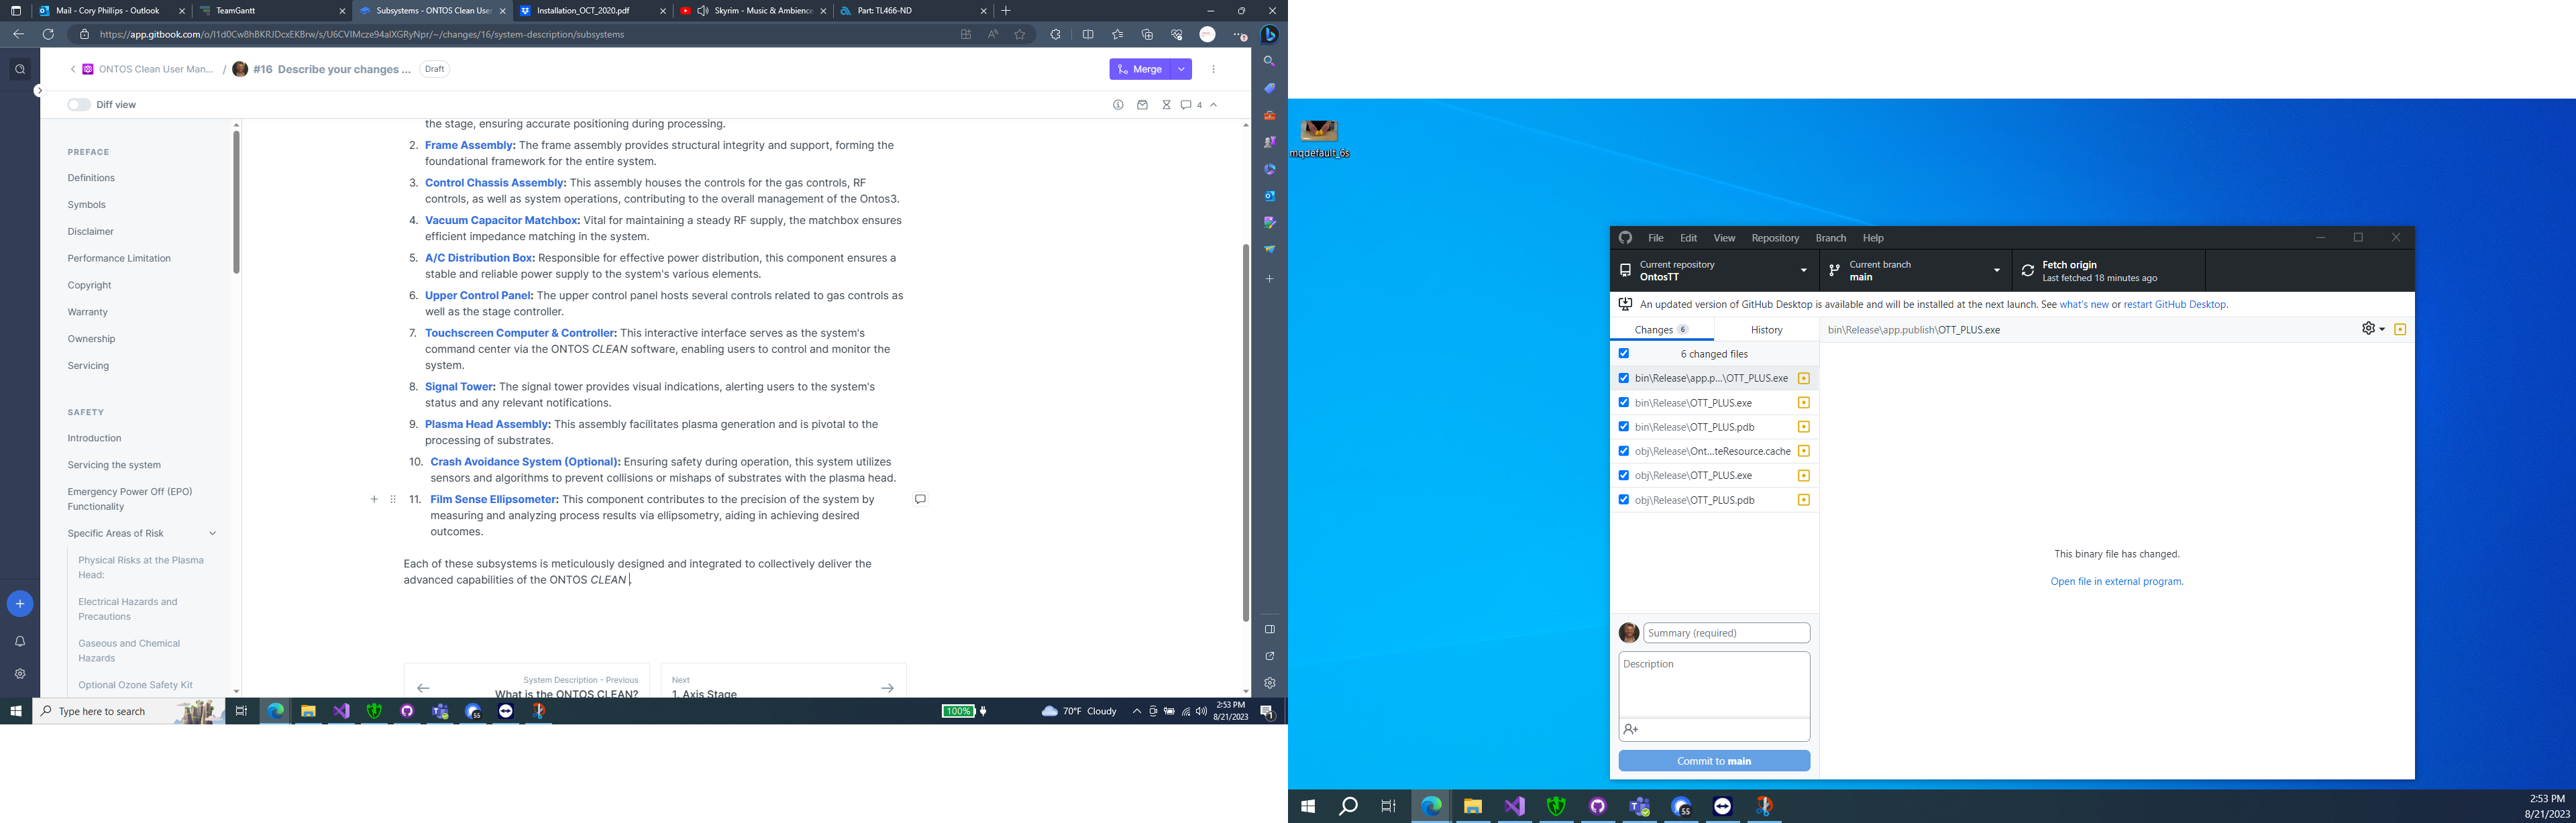 Mail - Cory Phillips - Outlook
TeamGantt
Subsystems - ONTOS Clean User
Installation_OCT_2020.pdf
Skyrim - Music & Ambience
Part: TL466-ND
https://app.gitbook.com/o/I1d0Cw8hBKRJDcxEKBrw/s/U6CVIMcze94alXGRyNpr/~/changes/16/system-description/subsystems
ONTOS Clean User Man... / #16 Describe your changes ... Draft
Merge
Diff view
4
PREFACE
Definitions
Symbols
Disclaimer
Performance Limitation
Copyright
Warranty
Ownership
Servicing
SAFETY
Introduction
Servicing the system
Emergency Power Off (EPO)
Functionality
Specific Areas of Risk
Physical Risks at the Plasma
Head:
Electrical Hazards and
Precautions
Gaseous and Chemical
Hazards
Optional Ozone Safety Kit
the stage, ensuring accurate positioning during processing.
2. Frame Assembly: The frame assembly provides structural integrity and support, forming the
foundational framework for the entire system.
3. Control Chassis Assembly: This assembly houses the controls for the gas controls, RF
controls, as well as system operations, contributing to the overall management of the Ontos3.
4. Vacuum Capacitor Matchbox: Vital for maintaining a steady RF supply, the matchbox ensures
efficient impedance matching in the system.
5. A/C Distribution Box: Responsible for effective power distribution, this component ensures a
stable and reliable power supply to the system's various elements.
6. Upper Control Panel: The upper control panel hosts several controls related to gas controls as
well as the stage controller.
7. Touchscreen Computer & Controller: This interactive interface serves as the system's
command center via the ONTOS CLEAN software, enabling users to control and monitor the
system.
8. Signal Tower: The signal tower provides visual indications, alerting users to the system's
status and any relevant notifications.
9. Plasma Head Assembly: This assembly facilitates plasma generation and is pivotal to the
processing of substrates.
10. Crash Avoidance System (Optional): Ensuring safety during operation, this system utilizes
sensors and algorithms to prevent collisions or mishaps of substrates with the plasma head.
11. Film Sense Ellipsometer: This component contributes to the precision of the system by
measuring and analyzing process results via ellipsometry, aiding in achieving desired
outcomes.
Each of these subsystems is meticulously designed and integrated to collectively deliver the
advanced capabilities of the ONTOS CLEAN .
System Description - Previous
What is the ONTOS CLEAN?
Next
1. Axis Stage
Type here to search
55
100%
70°F Cloudy
2:53 PM
8/21/2023
1
mqdefault_6s
File Edit View Repository Branch Help
Current repository
OntosTT
Current branch
main
Fetch origin
Last fetched 18 minutes ago
An updated version of GitHub Desktop is available and will be installed at the next launch. See what's new or restart GitHub Desktop.
Changes 6
History
bin\Release\app.publish\OTT_PLUS.exe
6 changed files
bin\Release\app.p...\OTT_PLUS.exe
bin\Release\OTT_PLUS.exe
bin\Release\OTT_PLUS.pdb
obj\Release\Ont...teResource.cache
obj\Release\OTT_PLUS.exe
obj\Release\OTT_PLUS.pdb
This binary file has changed.
Open file in external program.
Summary (required)
Description
Commit to main
55
2:53 PM
8/21/2023